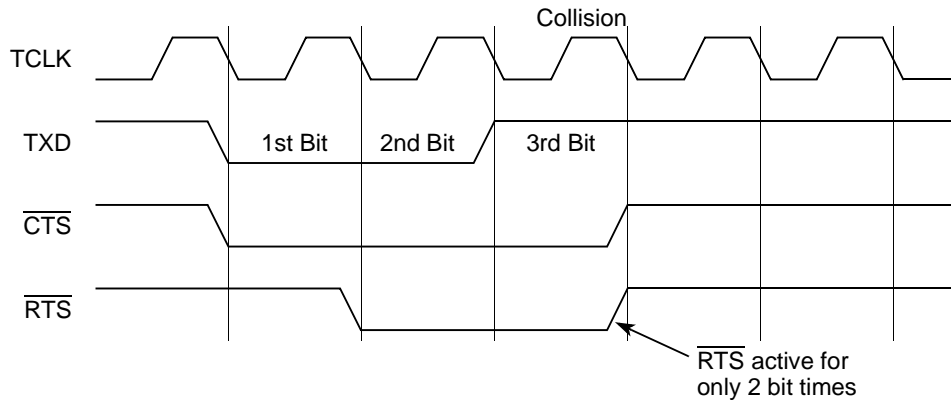 Collision
TCLK
TXD
1st Bit
2nd Bit
3rd Bit
CTS
RTS
RTS active for
only 2 bit times